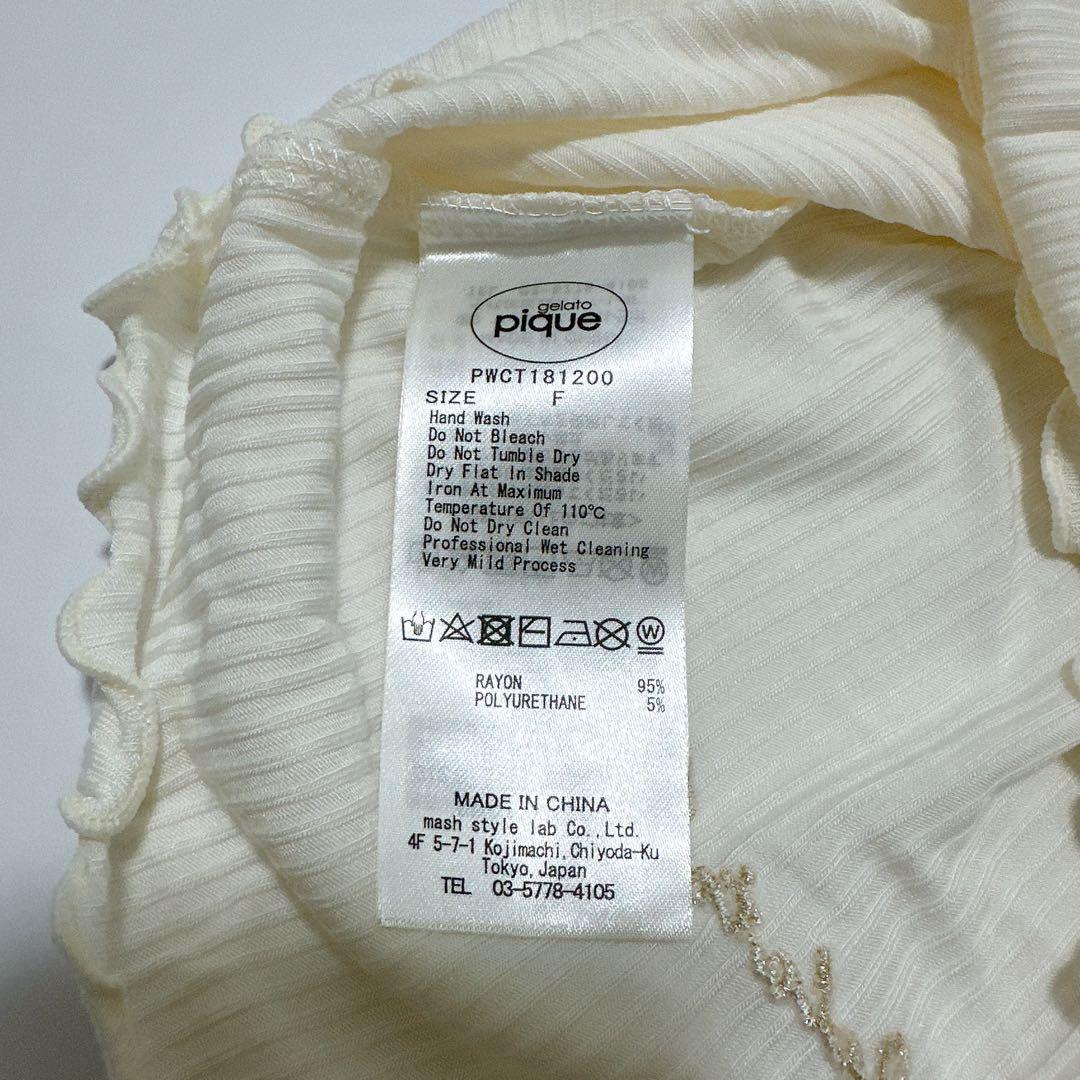 gelato
pique
PWCT181200
SIZE F
Hand Wash
Do Not Bleach
Do Not Tumble Dry
Dry Flat In Shade
Iron At Maximum
Temperature Of 110℃
Do Not Dry Clean
Professional Wet Cleaning
Very Mild Process
W
RAYON 95%
POLYURETHANE 5%
MADE IN CHINA
mash style lab Co.,Ltd.
4F 5-7-1 Kojimachi,Chiyoda-Ku
Tokyo,Japan
TEL 03-5778-4105